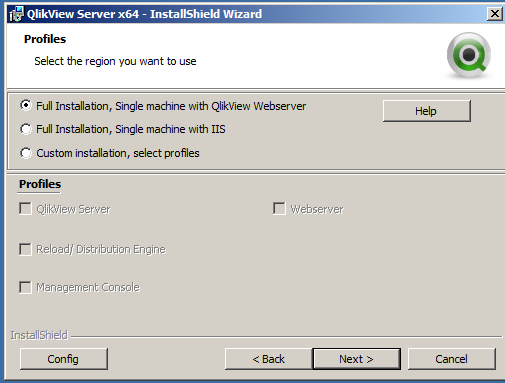 QlikView Server x64 - InstallShield Wizard
Profiles
Select the region you want to use
Full Installation, Single machine with QlikView Webserver
Help
Full Installation, Single machine with IIS
Custom installation, select profiles
Profiles
QlikView Server
Webserver
Reload/ Distribution Engine
Management Console
InstallShield
Config
< Back
Next >
Cancel